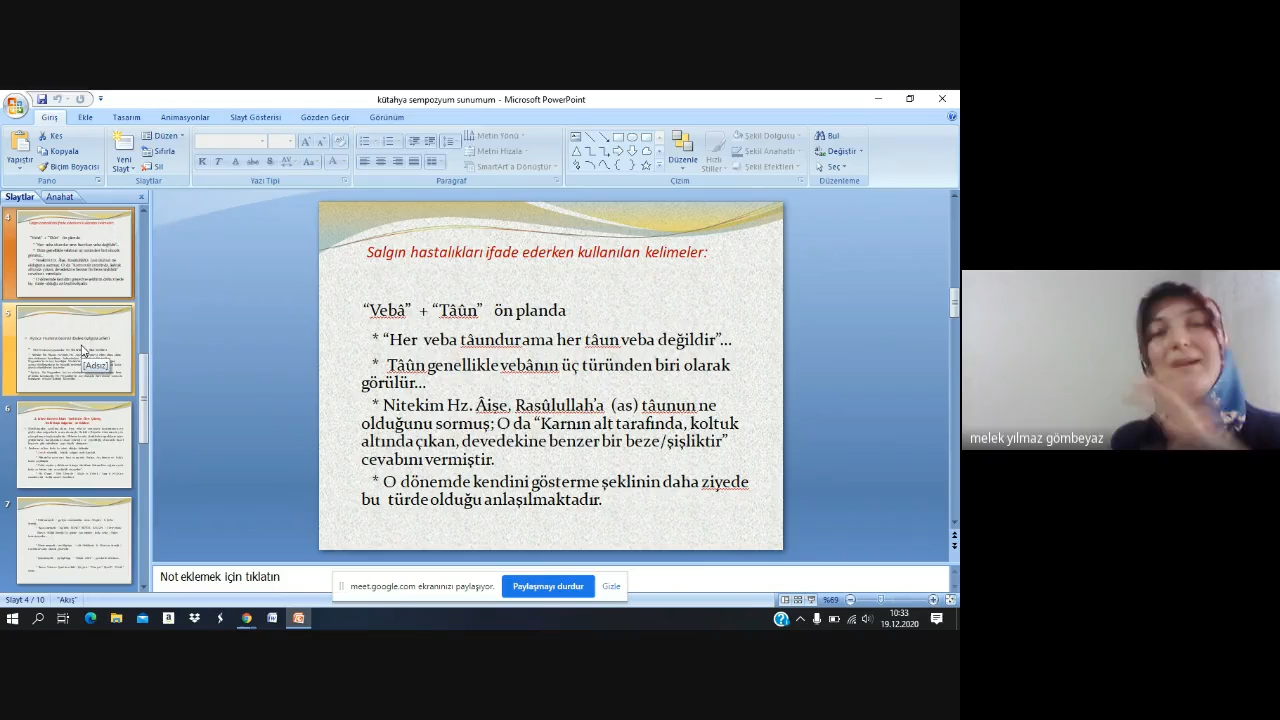 kütahya sempozyum sunumum - Microsoft PowerPoint
Giriş Ekle Tasarım Animasyonlar Slayt Gösterisi Gözden Geçir Görünüm
Yapıştır
Kes
Kopyala
Biçim Boyacısı
Pano
Yeni Slayt
Düzen
Sıfırla
Sil
Slaytlar
Yazı Tipi
Metin Yönü
Metni Hizala
SmartArt'a Dönüştür
Paragraf
Düzenle
Hızlı Stiller
Şekil Dolgusu
Şekil Anahattı
Şekil Efektleri
Çizim
Bul
Değiştir
Seç
Düzenleme
Slaytlar Anahat
4
5
[Adsız]
6
7
Salgın hastalıkları ifade ederken kullanılan kelimeler:
“Vebâ” + “Tâûn” ön planda
* “Her veba tâundur ama her tâun veba değildir”...
* Tâûn genellikle vebânın üç türünden biri olarak
görülür...
* Nitekim Hz. Âişe, Rasûlullah’a (as) tâunun ne
olduğunu sormuş; O da “Karnın alt tarafında, koltuk
altında çıkan, devedekine benzer bir beze/şişliktir”
cevabını vermiştir.
* O dönemde kendini gösterme şeklinin daha ziyede
bu türde olduğu anlaşılmaktadır.
Not eklemek için tıklatın
meet.google.com ekranınızı paylaşıyor. Paylaşmayı durdur Gizle
Slayt 4 / 10 "Akış" %69
10:33
19.12.2020
melek yılmaz gömbeyaz